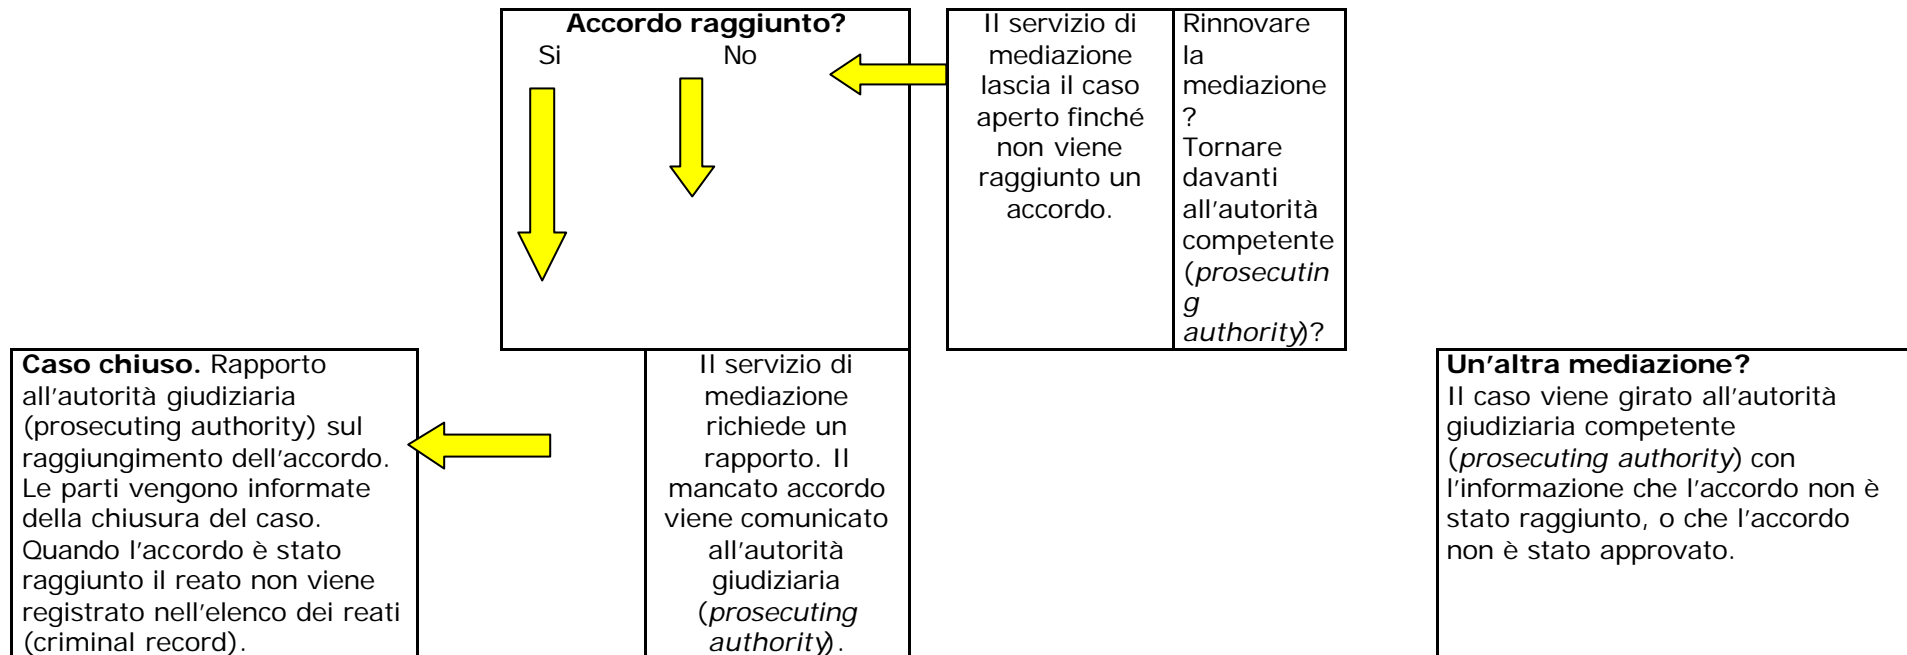 Accordo raggiunto?
Si No
Il servizio di
mediazione
lascia il caso
aperto finché
non viene
raggiunto un
accordo.
Rinnovare
la
mediazione
?
Tornare
davanti
all'autorità
competente
(prosecutin
g
authority)?
Caso chiuso. Rapporto
all'autorità giudiziaria
(prosecuting authority) sul
raggiungimento dell'accordo.
Le parti vengono informate
della chiusura del caso.
Quando l'accordo è stato
raggiunto il reato non viene
registrato nell'elenco dei reati
(criminal record).
Il servizio di
mediazione
richiede un
rapporto. Il
mancato accordo
viene comunicato
all'autorità
giudiziaria
(prosecuting
authority).
Un'altra mediazione?
Il caso viene girato all'autorità
giudiziaria competente
(prosecuting authority) con
l'informazione che l'accordo non è
stato raggiunto, o che l'accordo
non è stato approvato.